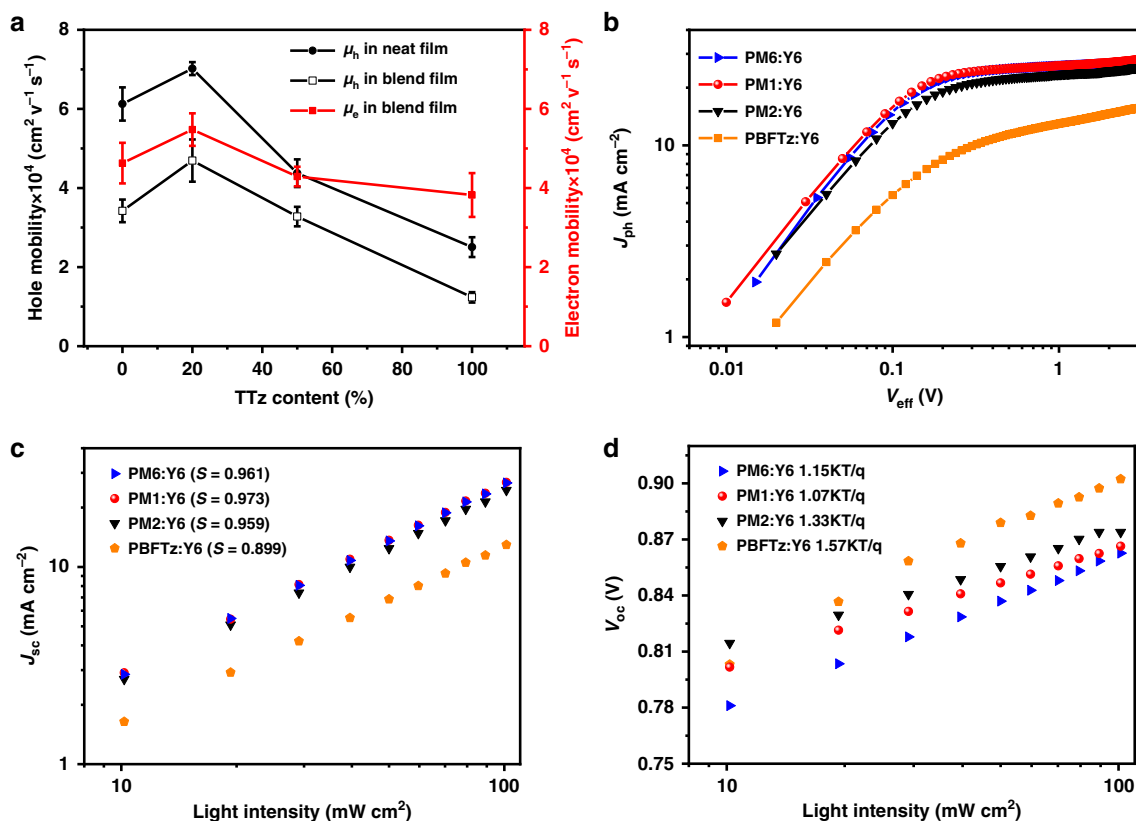 a
Hole mobility×10⁴ (cm² v⁻¹ s⁻¹)
8
6
4
2
0
μh in neat film
μh in blend film
μe in blend film
8
6
4
2
0
Electron mobility×10⁴ (cm² v⁻¹ s⁻¹)
0 20 40 60 80 100
TTz content (%)
b
Jph (mA cm⁻²)
10
1
PM6:Y6
PM1:Y6
PM2:Y6
PBFTz:Y6
0.01 0.1 1
Veff (V)
c
Jsc (mA cm⁻²)
10
1
PM6:Y6 (S = 0.961)
PM1:Y6 (S = 0.973)
PM2:Y6 (S = 0.959)
PBFTz:Y6 (S = 0.899)
10 100
Light intensity (mW cm²)
d
Voc (V)
0.90
0.87
0.84
0.81
0.78
0.75
PM6:Y6 1.15KT/q
PM1:Y6 1.07KT/q
PM2:Y6 1.33KT/q
PBFTz:Y6 1.57KT/q
10 100
Light intensity (mW cm²)